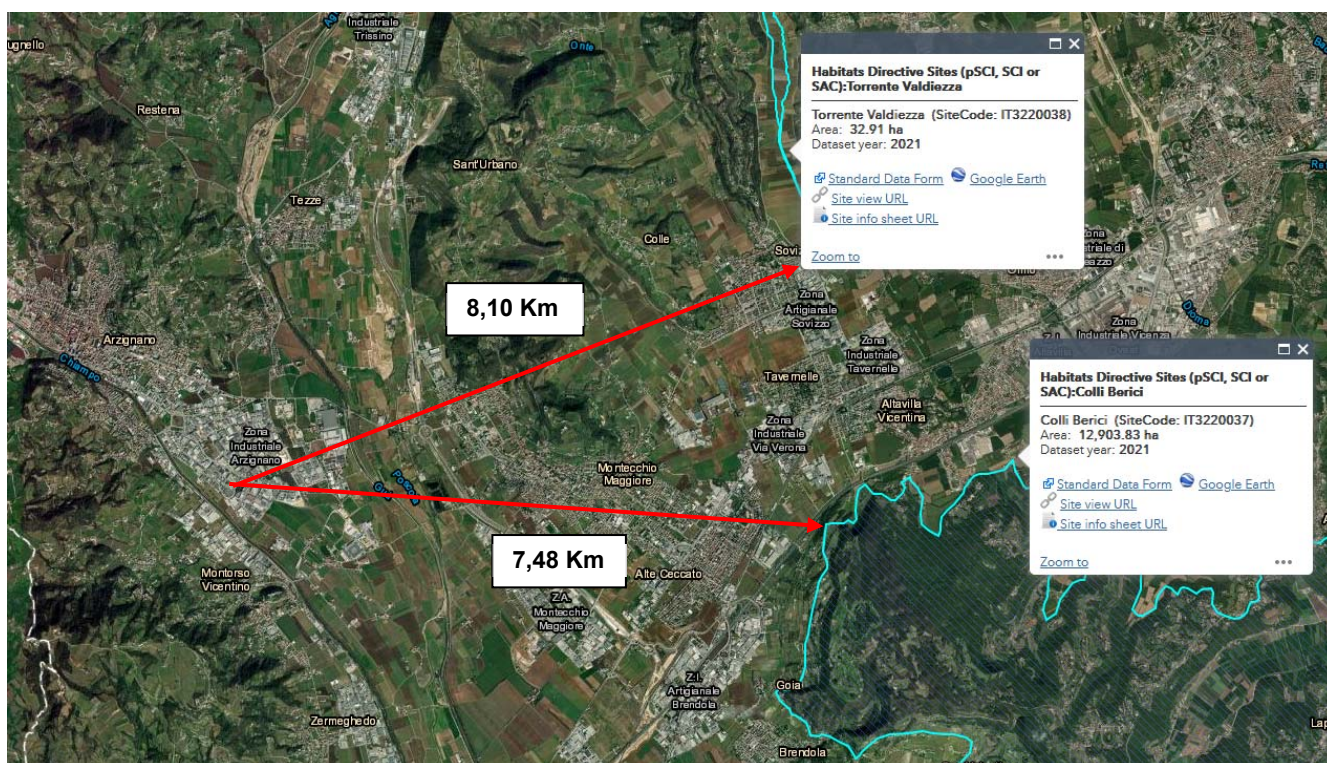 ugnello
Industriale
Trissino
Onte
Restena
Sant'Urbano
Tezze
Colle
Arzignano
Chiampo
Zona
Industriale
Arzignano
Montorso
Vicentino
Zermeghedo
Montecchio
Maggiore
Alte Ceccato
Z.A.
Montecchio
Maggiore
Z.I.
Artigianale
Brendola
Goia
Brendola
Zona
Artigianale
Sovizzo
Zona
Industriale
Tavernelle
Tavernelle
Zona
Industriale
Via Verona
Altavilla
Vicentina
Zona
Industriale Vicenza
Dioma
8,10 Km
7,48 Km
Habitats Directive Sites (pSCI, SCI or
SAC):Torrente Valdiezza
Torrente Valdiezza (SiteCode: IT3220038)
Area: 32.91 ha
Dataset year: 2021
Standard Data Form Google Earth
Site view URL
Site info sheet URL
Zoom to
Habitats Directive Sites (pSCI, SCI or
SAC):Colli Berici
Colli Berici (SiteCode: IT3220037)
Area: 12,903.83 ha
Dataset year: 2021
Standard Data Form Google Earth
Site view URL
Site info sheet URL
Zoom to